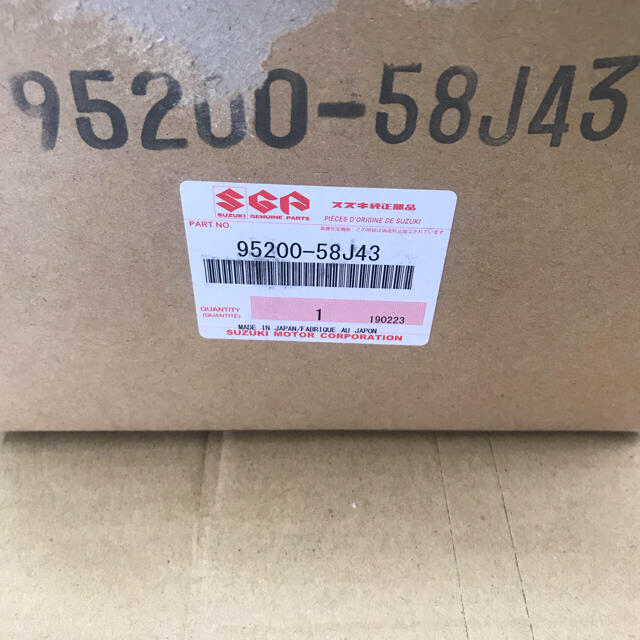 95200-58J43
SGP スズキ純正部品
SUZUKI GENUINE PARTS PIÈCES D'ORIGINE DE SUZUKI
PART NO.
95200-58J43
QUANTITY 1 190223
(QUANTITÉ)
MADE IN JAPAN/FABRIQUE AU JAPON
SUZUKI MOTOR CORPORATION